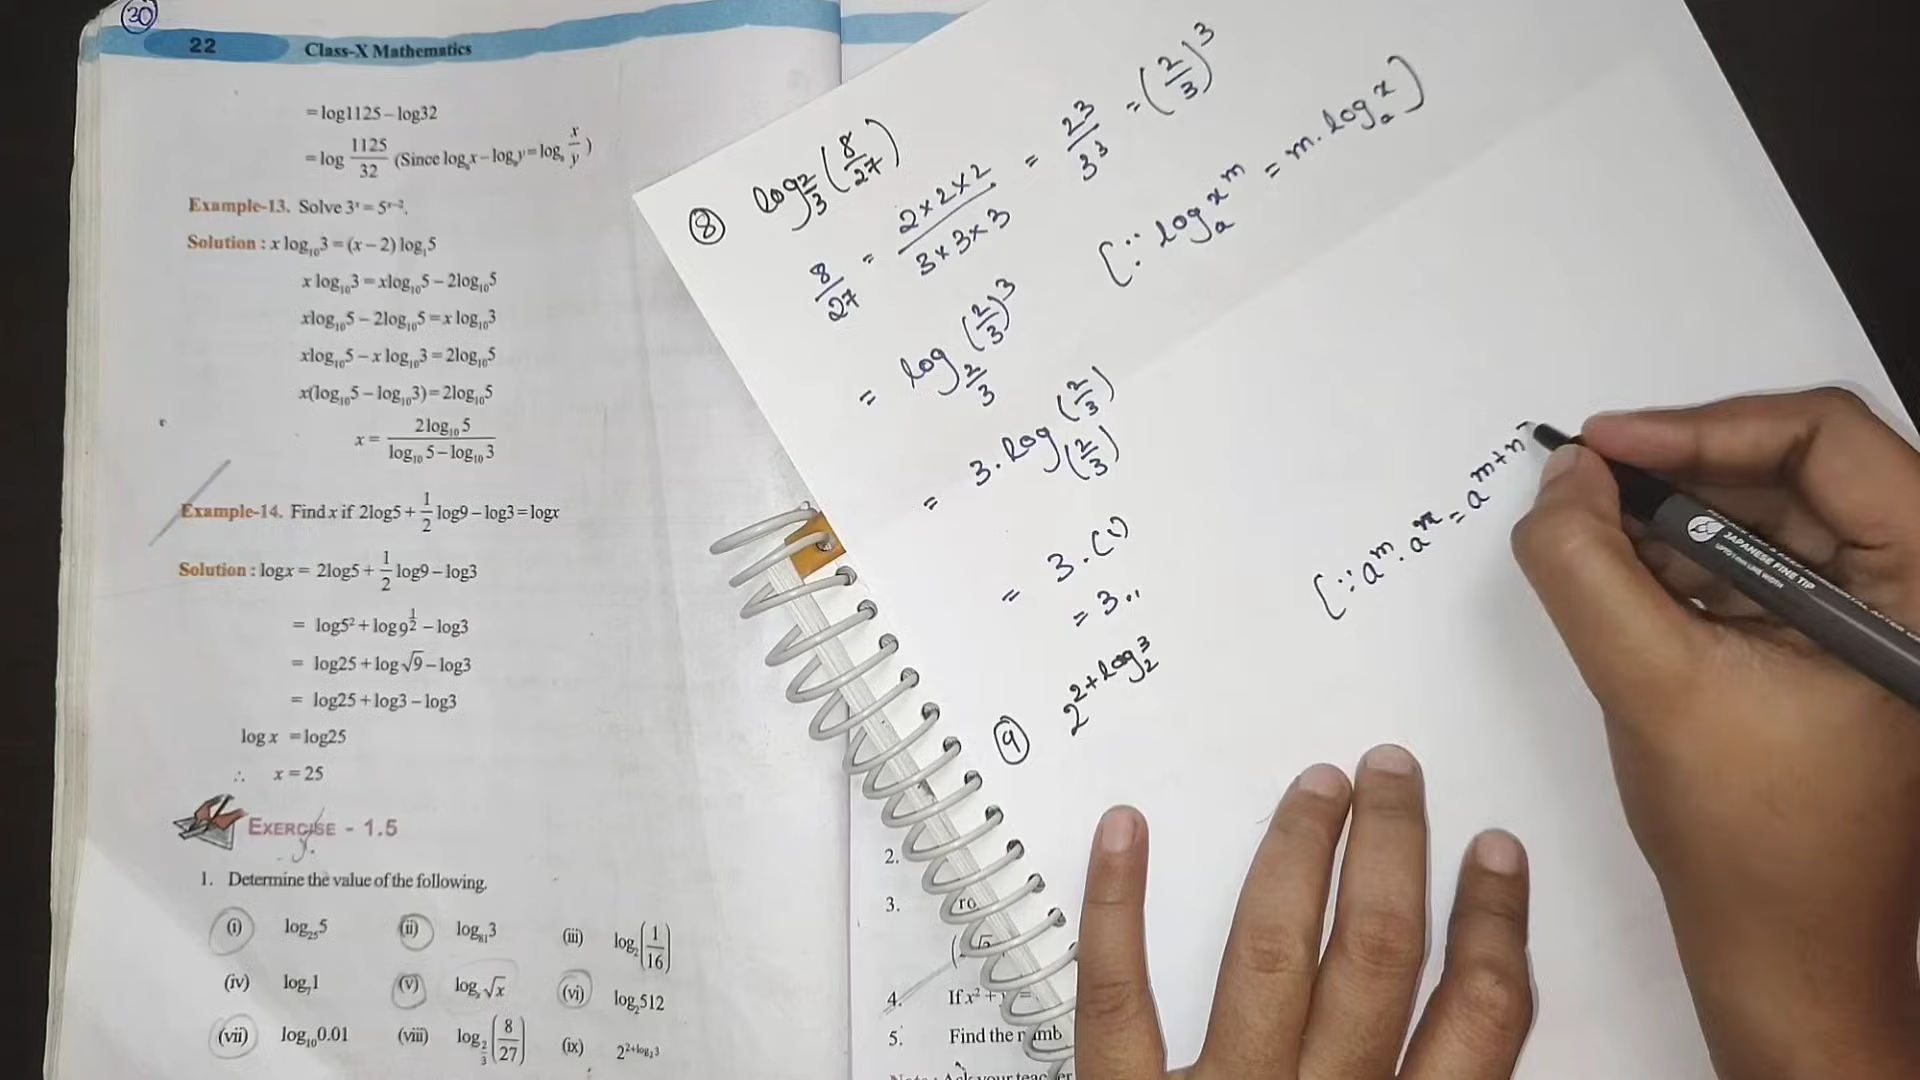 30
22 Class-X Mathematics
= log1125 – log32
= log 1125/32 (Since logₐx – logₐy = logₐ x/y)
Example-13. Solve 3ˣ = 5ˣ⁻².
Solution : x log₁₀3 = (x – 2) log₁5
x log₁₀3 = xlog₁₀5 – 2log₁₀5
xlog₁₀5 – 2log₁₀5 = x log₁₀3
xlog₁₀5 – x log₁₀3 = 2log₁₀5
x(log₁₀5 – log₁₀3) = 2log₁₀5
x = 2log₁₀5 / (log₁₀5 – log₁₀3)
Example-14. Find x if 2log5 + 1/2 log9 – log3 = logx
Solution : logx = 2log5 + 1/2 log9 – log3
= log5² + log9^(1/2) – log3
= log25 + log√9 – log3
= log25 + log3 – log3
log x = log25
∴ x = 25
EXERCISE - 1.5
1. Determine the value of the following.
(i) log₂₅5 (ii) log₈₁3 (iii) log₂(1/16)
(iv) log₇1 (v) logₓ√x (vi) log₂512
(vii) log₁₀0.01 (viii) log_(2/3)(8/27) (ix) 2^(2+log₂3)
8 log_(2/3) (8/27)
8/27 = 2×2×2 / 3×3×3 = 2³/3³ = (2/3)³
[∵ logₐ xᵐ = m. logₐ x]
= log_(2/3) (2/3)³
= 3. log_(2/3) (2/3)
= 3. (1)
= 3..
9 2^(2+log₂3)
[∵ aᵐ. aⁿ = aᵐ⁺ⁿ
2.
3.
4. If x² +
5. Find the
JAPANESE FINE TIP